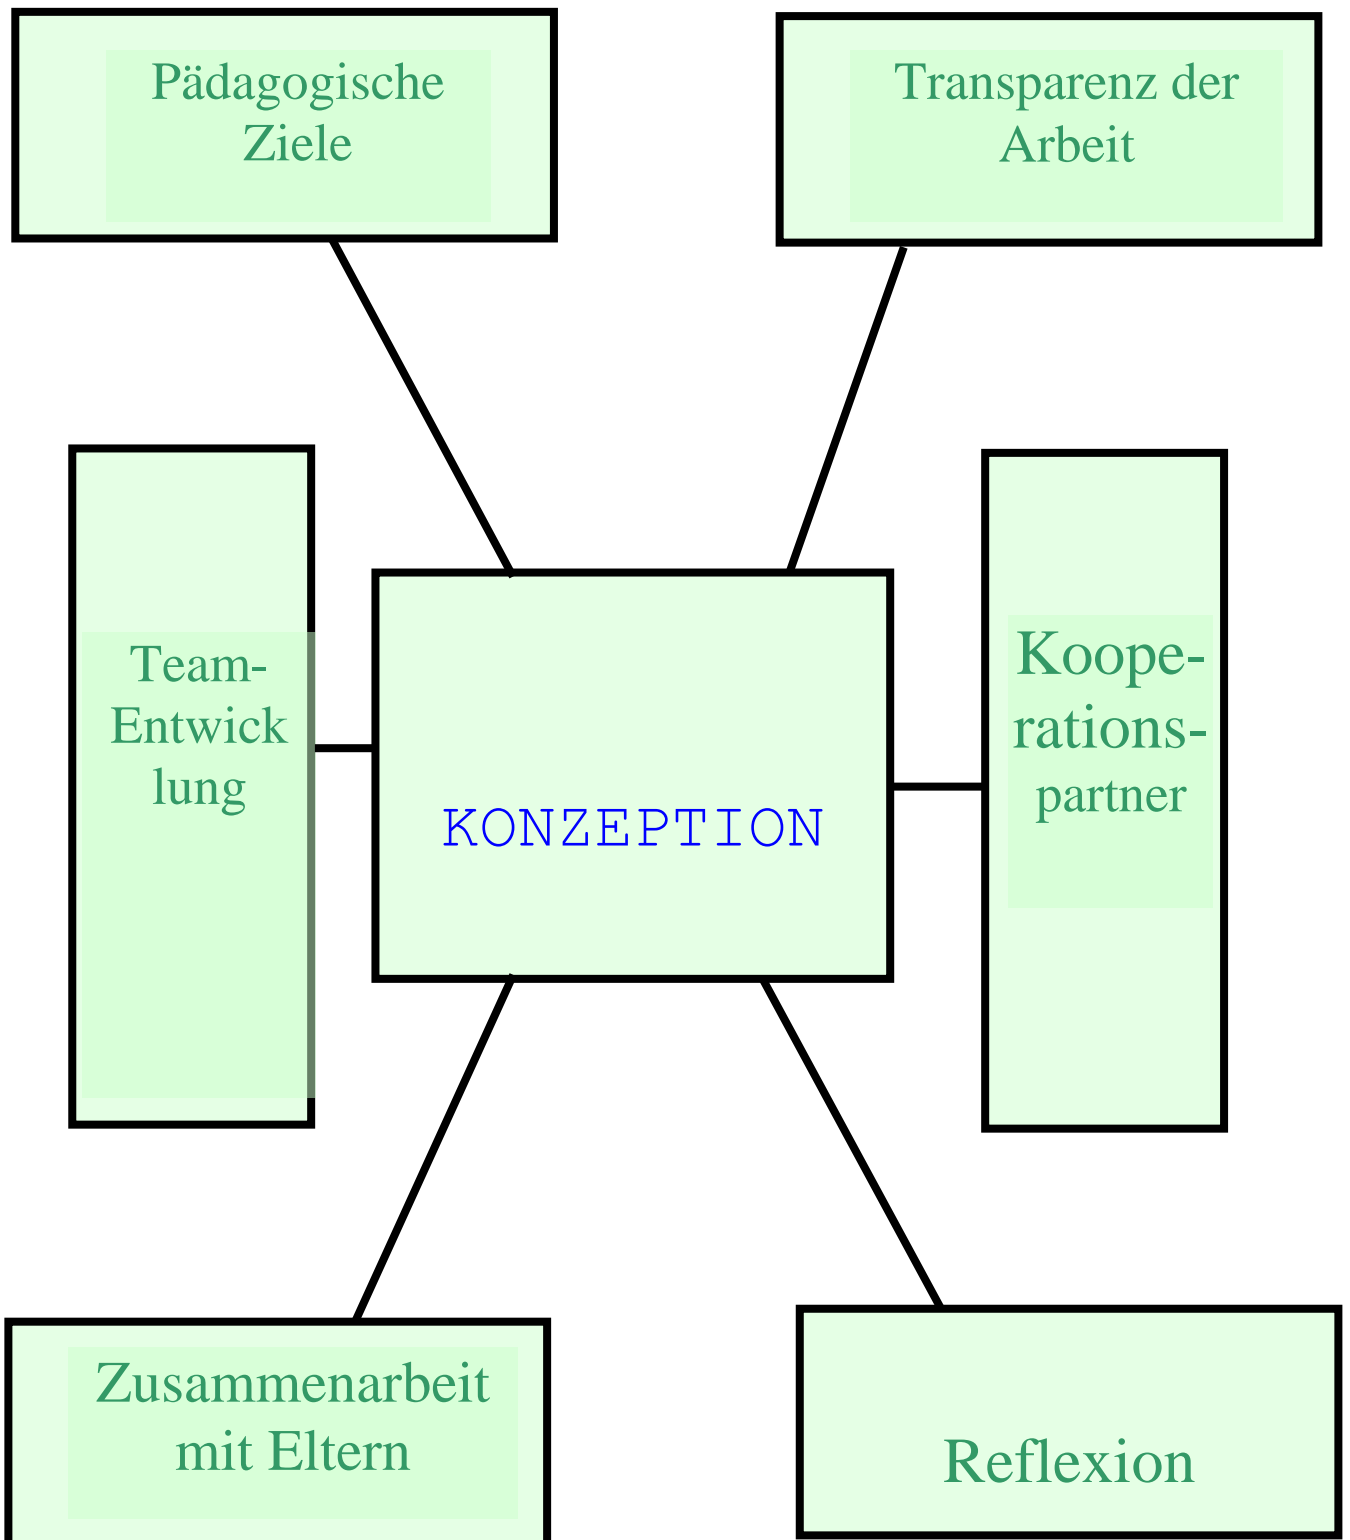 Pädagogische
Ziele
Transparenz der
Arbeit
Team-
Entwick
lung
KONZEPTION
Koope-
rations-
partner
Zusammenarbeit
mit Eltern
Reflexion